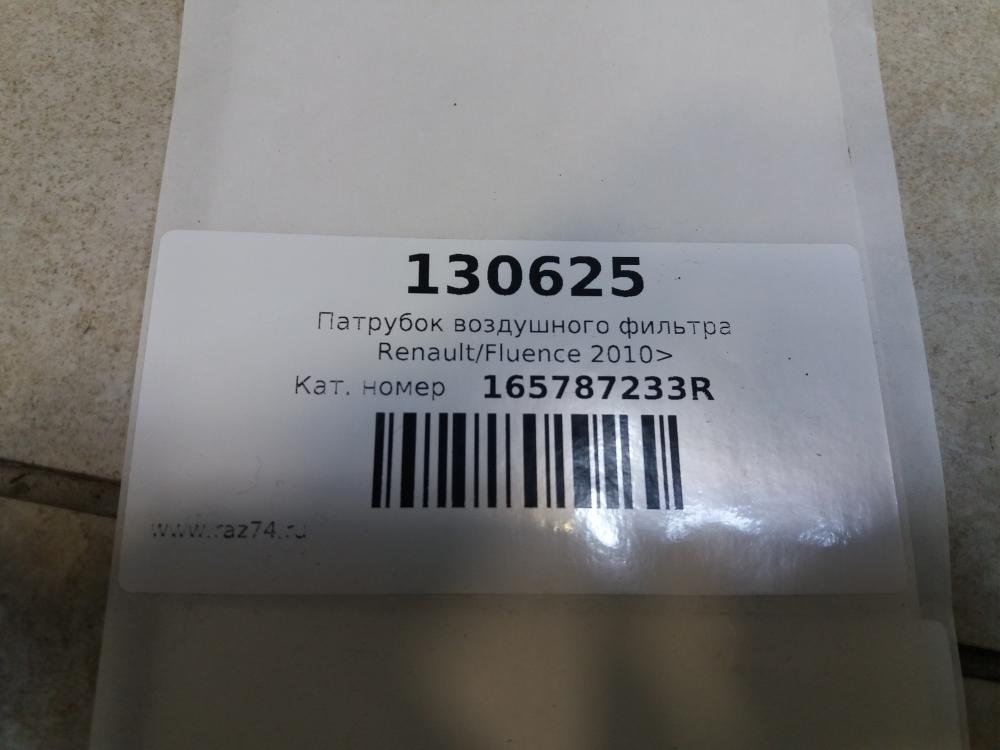 130625
Патрубок воздушного фильтра
Renault/Fluence 2010>
Кат. номер 165787233R
www.raz74.ru